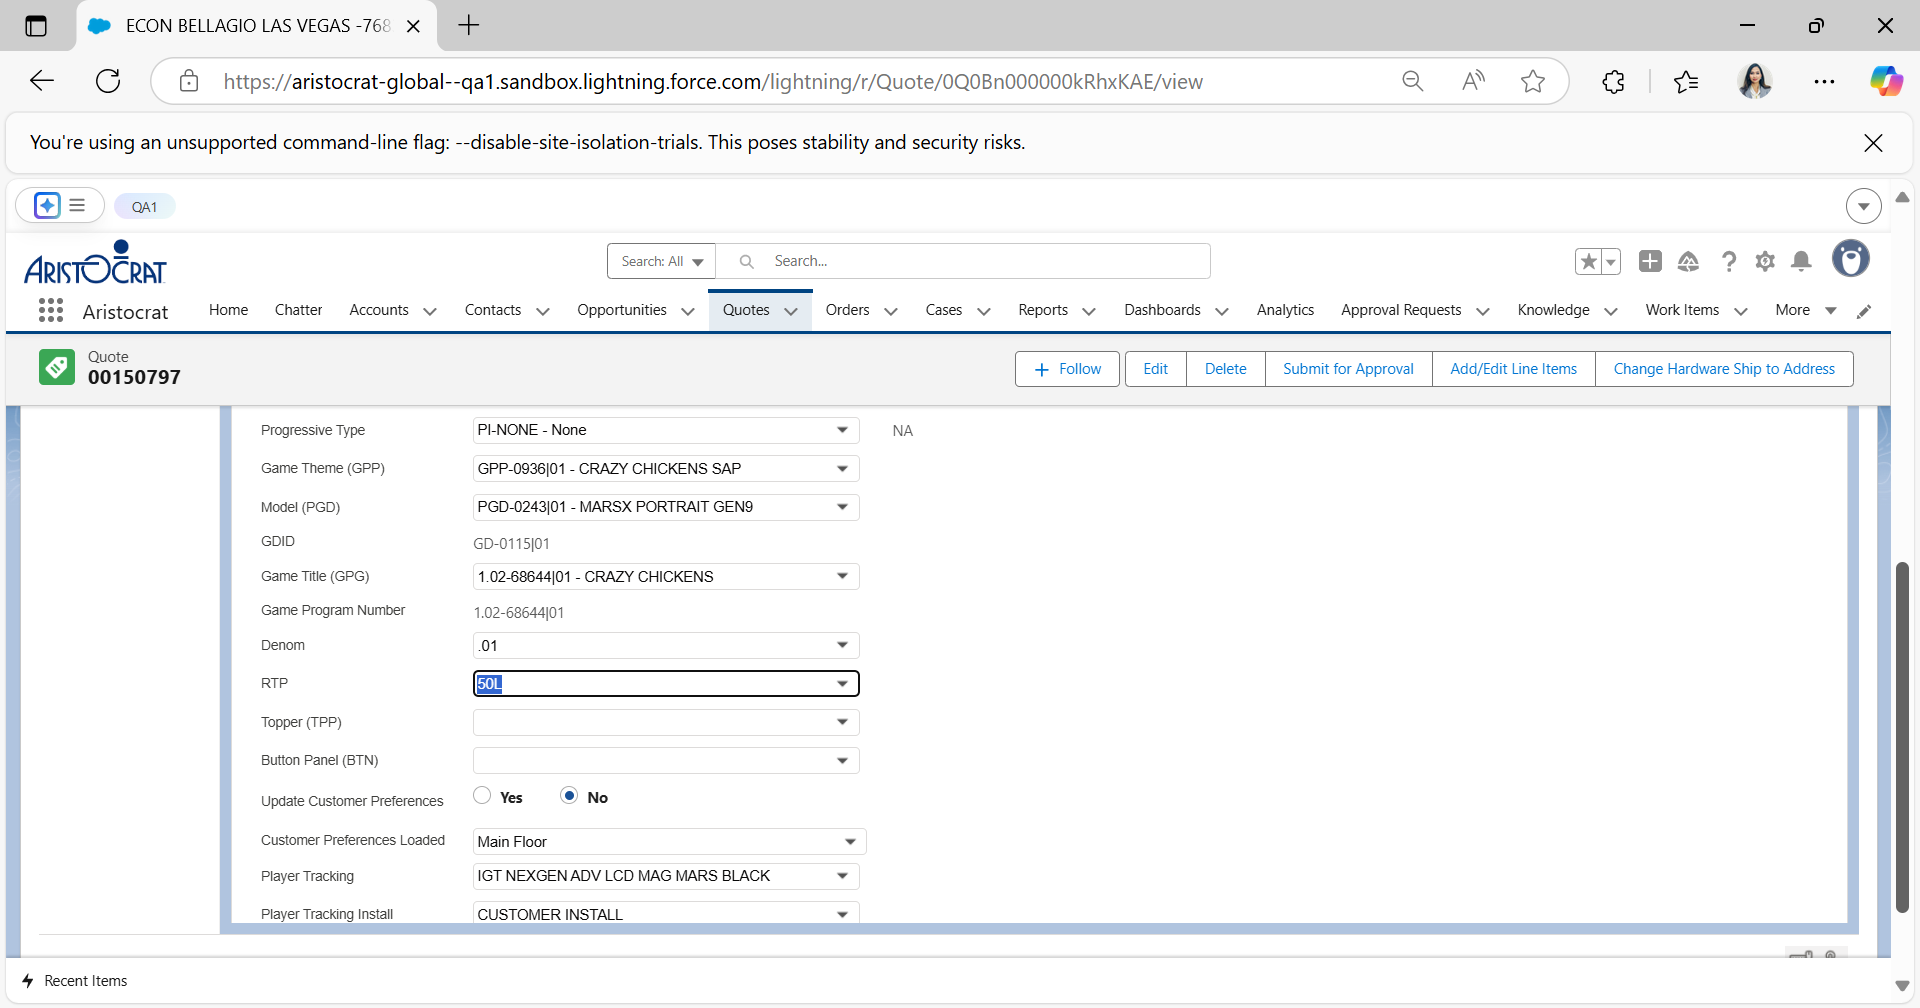 ECON BELLAGIO LAS VEGAS -768
https://aristocrat-global--qa1.sandbox.lightning.force.com/lightning/r/Quote/0Q0Bn000000kRhxKAE/view
You're using an unsupported command-line flag: --disable-site-isolation-trials. This poses stability and security risks.
QA1
ARISTOCRAT
Search: All
Search...
Aristocrat
Home Chatter Accounts Contacts Opportunities Quotes Orders Cases Reports Dashboards Analytics Approval Requests Knowledge Work Items More
Quote
00150797
Follow Edit Delete Submit for Approval Add/Edit Line Items Change Hardware Ship to Address
Progressive Type PI-NONE - None NA
Game Theme (GPP) GPP-0936|01 - CRAZY CHICKENS SAP
Model (PGD) PGD-0243|01 - MARSX PORTRAIT GEN9
GDID GD-0115|01
Game Title (GPG) 1.02-68644|01 - CRAZY CHICKENS
Game Program Number 1.02-68644|01
Denom .01
RTP 50L
Topper (TPP)
Button Panel (BTN)
Update Customer Preferences Yes No
Customer Preferences Loaded Main Floor
Player Tracking IGT NEXGEN ADV LCD MAG MARS BLACK
Player Tracking Install CUSTOMER INSTALL
Recent Items